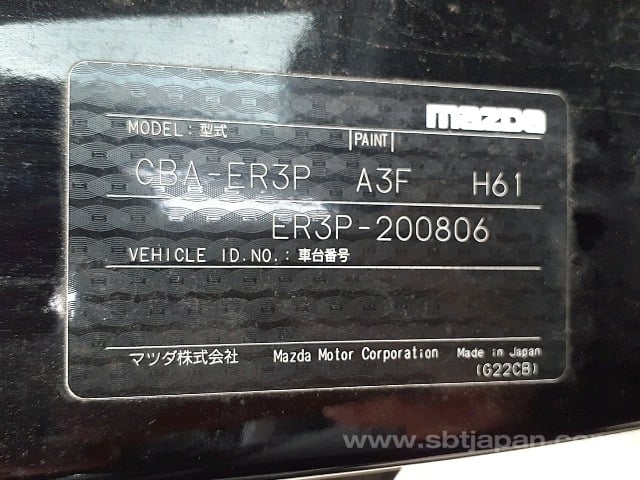 mazda
MODEL : 型式 PAINT
CBA-ER3P A3F H61
ER3P-200806
VEHICLE ID.NO. : 車台番号
マツダ株式会社 Mazda Motor Corporation Made in Japan
(G22CB)
www.sbtjapan.com